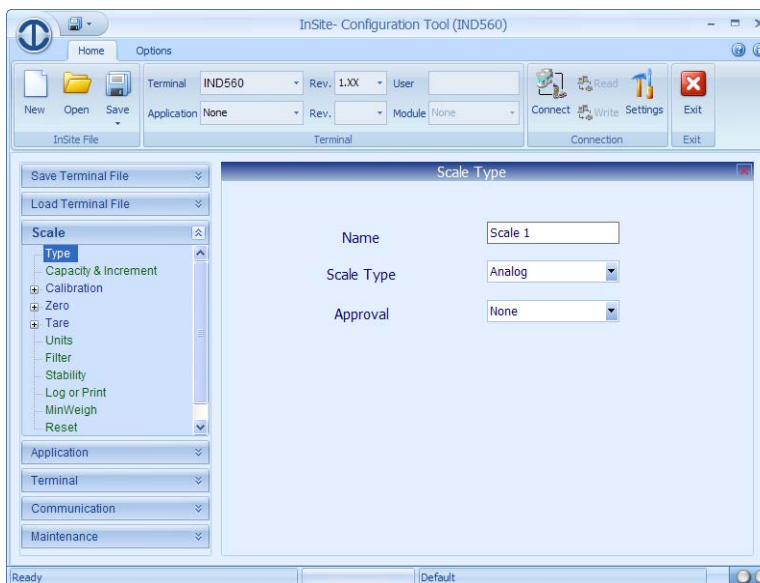 InSite- Configuration Tool (IND560)
Home Options
Terminal IND560 Rev. 1.XX User
Application None Rev. Module None
New Open Save
Connect Read Write Settings
Exit
InSite File Terminal Connection Exit
Save Terminal File
Load Terminal File
Scale
Type
Capacity & Increment
Calibration
Zero
Tare
Units
Filter
Stability
Log or Print
MinWeigh
Reset
Application
Terminal
Communication
Maintenance
Scale Type
Name Scale 1
Scale Type Analog
Approval None
Ready Default